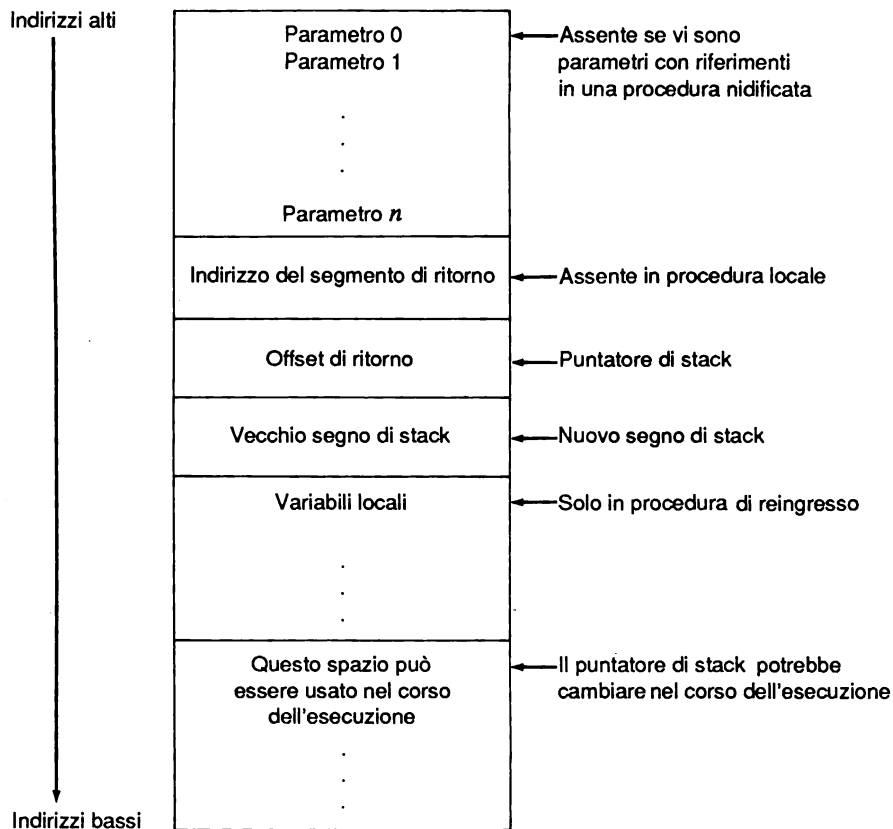 Indirizzi alti
Parametro 0
Parametro 1
Assente se vi sono
parametri con riferimenti
in una procedura nidificata
.
.
.
Parametro n
Indirizzo del segmento di ritorno
Assente in procedura locale
Offset di ritorno
Puntatore di stack
Vecchio segno di stack
Nuovo segno di stack
Variabili locali
Solo in procedura di reingresso
.
.
.
Questo spazio può
essere usato nel corso
dell'esecuzione
Il puntatore di stack potrebbe
cambiare nel corso dell'esecuzione
.
.
.
Indirizzi bassi